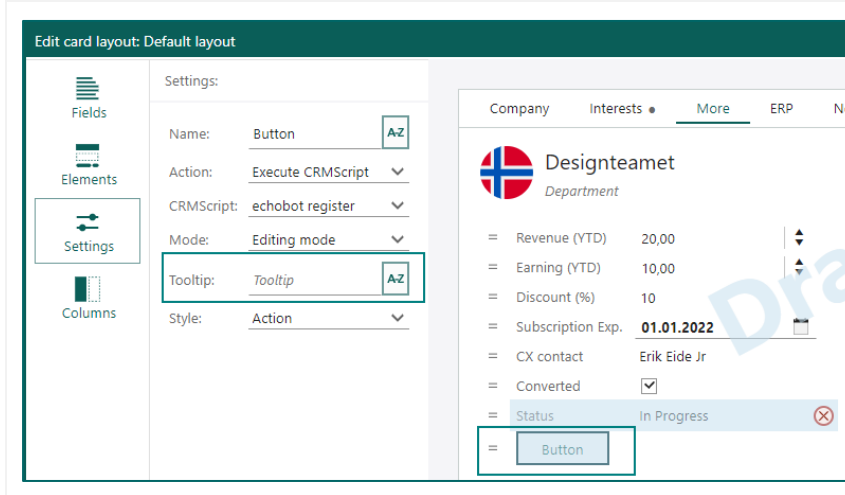 Edit card layout: Default layout
Fields
Elements
Settings
Columns
Settings:
Name: Button A-Z
Action: Execute CRMScript
CRMScript: echobot register
Mode: Editing mode
Tooltip: Tooltip A-Z
Style: Action
Company Interests • More ERP
Designteamet
Department
= Revenue (YTD) 20,00
= Earning (YTD) 10,00
= Discount (%) 10
= Subscription Exp. 01.01.2022
= CX contact Erik Eide Jr
= Converted
= Status In Progress
= Button
Dra